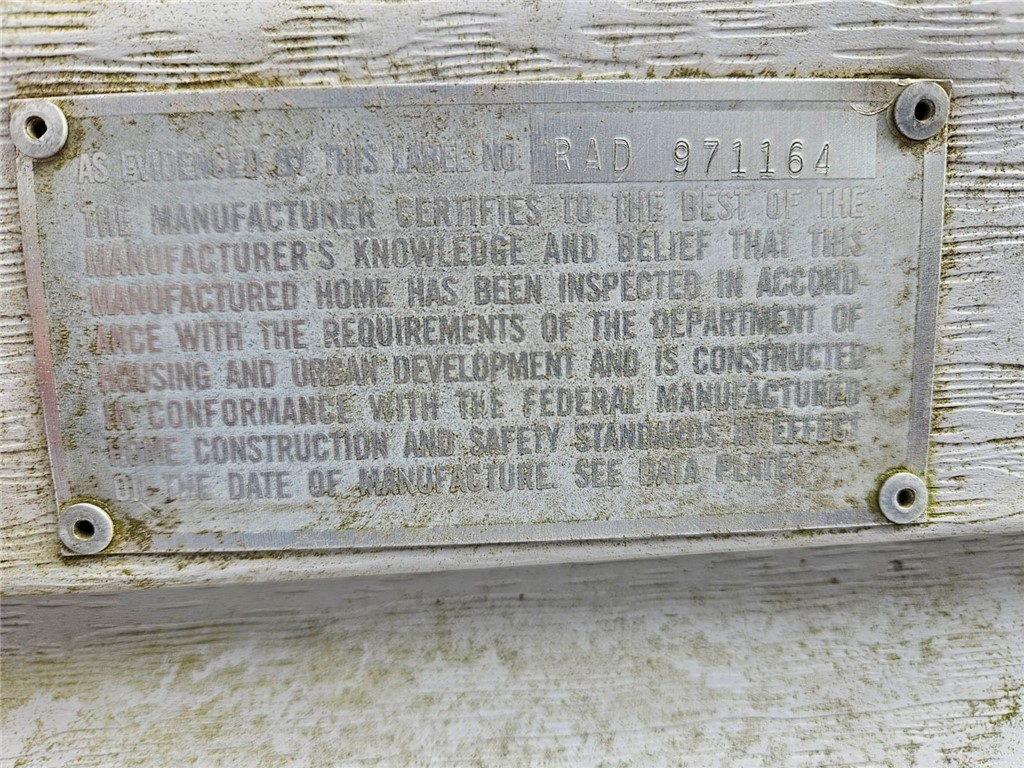 AS EVIDENCED BY THIS LABEL NO. RAD 971164
THE MANUFACTURER CERTIFIES TO THE BEST OF THE
MANUFACTURER'S KNOWLEDGE AND BELIEF THAT THIS
MANUFACTURED HOME HAS BEEN INSPECTED IN ACCORD-
ANCE WITH THE REQUIREMENTS OF THE DEPARTMENT OF
HOUSING AND URBAN DEVELOPMENT AND IS CONSTRUCTED
IN CONFORMANCE WITH THE FEDERAL MANUFACTURED
HOME CONSTRUCTION AND SAFETY STANDARDS IN EFFECT
ON THE DATE OF MANUFACTURE. SEE DATA PLATE.